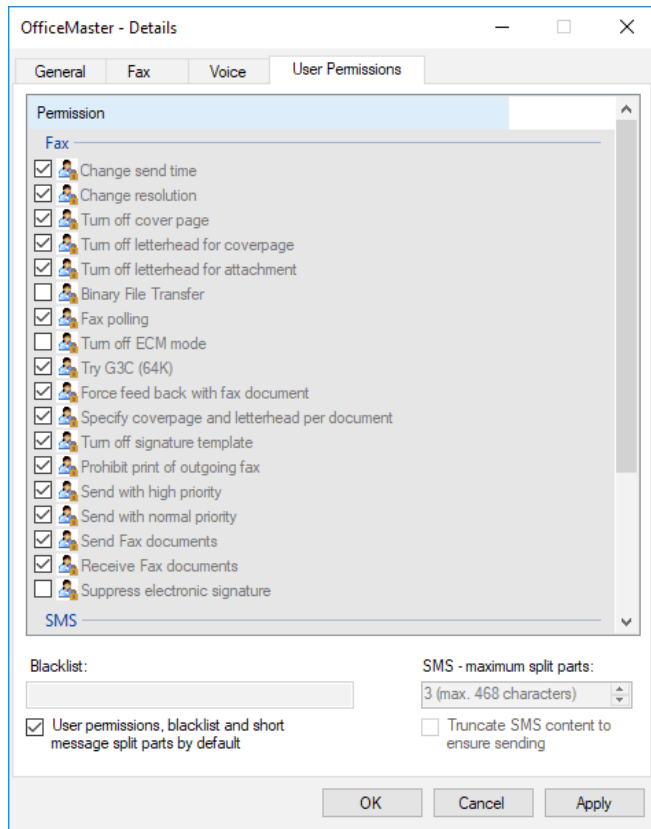 OfficeMaster - Details
General Fax Voice User Permissions
Permission
Fax
Change send time
Change resolution
Turn off cover page
Turn off letterhead for coverpage
Turn off letterhead for attachment
Binary File Transfer
Fax polling
Turn off ECM mode
Try G3C (64K)
Force feed back with fax document
Specify coverpage and letterhead per document
Turn off signature template
Prohibit print of outgoing fax
Send with high priority
Send with normal priority
Send Fax documents
Receive Fax documents
Suppress electronic signature
SMS
Blacklist: SMS - maximum split parts:
3 (max. 468 characters)
User permissions, blacklist and short Truncate SMS content to
message split parts by default ensure sending
OK Cancel Apply